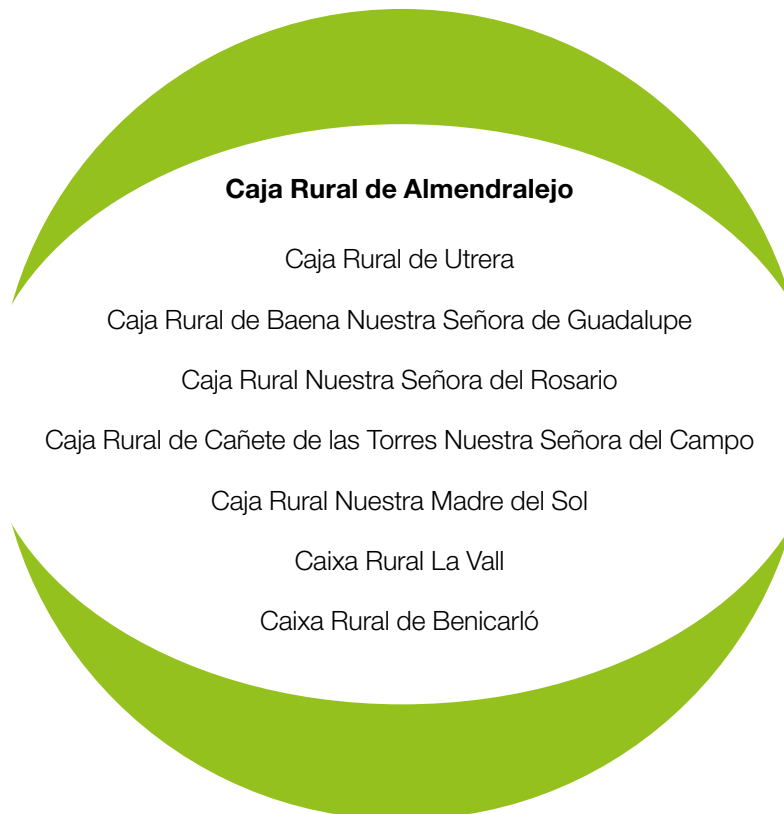 Caja Rural de Almendralejo
Caja Rural de Utrera
Caja Rural de Baena Nuestra Señora de Guadalupe
Caja Rural Nuestra Señora del Rosario
Caja Rural de Cañete de las Torres Nuestra Señora del Campo
Caja Rural Nuestra Madre del Sol
Caixa Rural La Vall
Caixa Rural de Benicarló